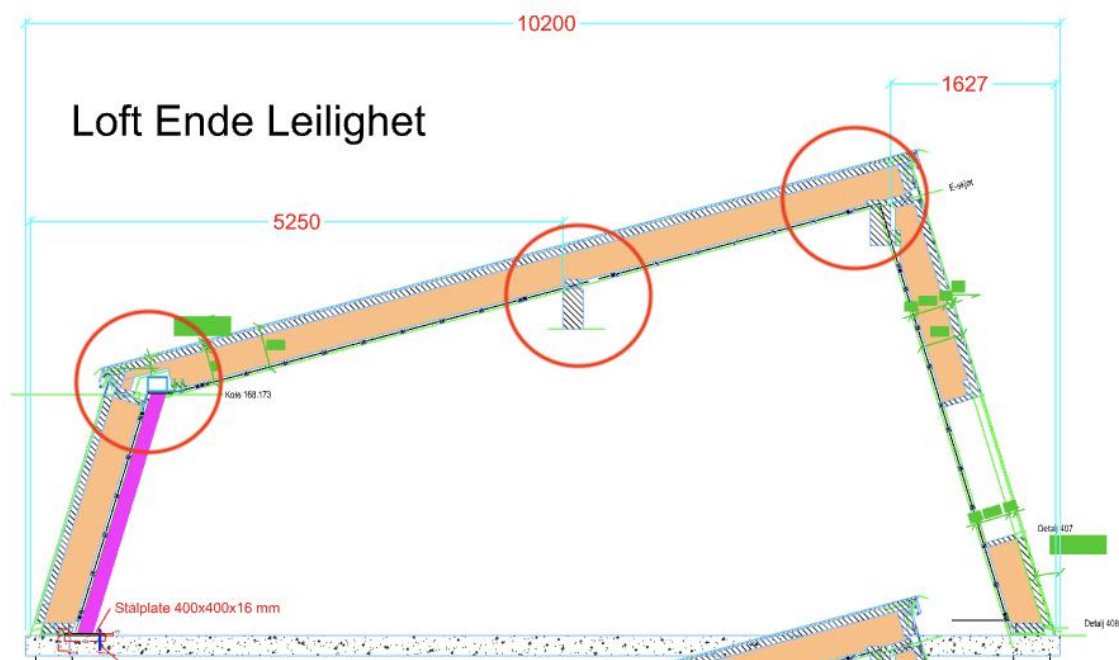 10200
1627
Loft Ende Leilighet
E-skjøt
5250
Kote 168.173
Detalj 407
Stålplate 400x400x16 mm
Detalj 408